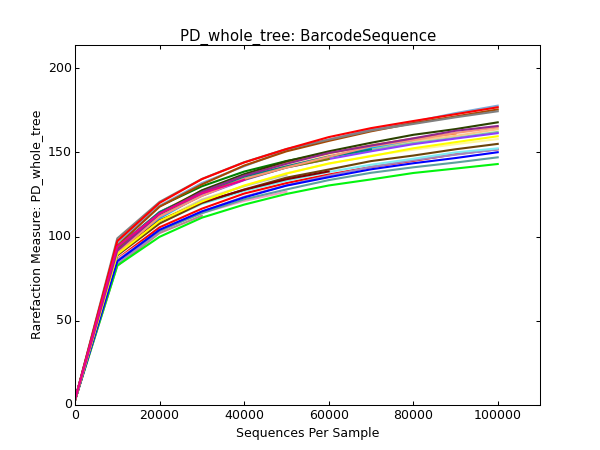 PD_whole_tree: BarcodeSequence
Rarefaction Measure: PD_whole_tree
200
150
100
50
0
0 20000 40000 60000 80000 100000
Sequences Per Sample